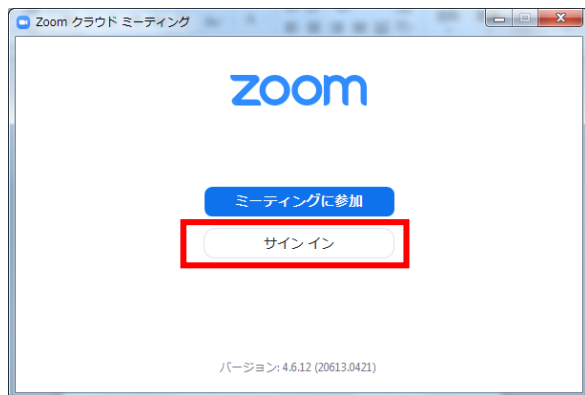 Zoom クラウド ミーティング
zoom
ミーティングに参加
サイン イン
バージョン: 4.6.12 (20613.0421)